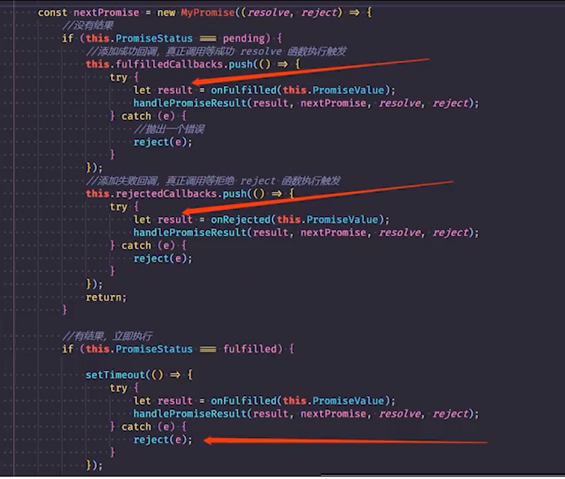 const nextPromise = new MyPromise((resolve, reject) => {
//没有结果
if (this.PromiseStatus === pending) {
//添加成功回调，真正调用等成功 resolve 函数执行触发
this.fulfilledCallbacks.push(() => {
try {
let result = onFulfilled(this.PromiseValue);
handlePromiseResult(result, nextPromise, resolve, reject);
} catch (e) {
//抛出一个错误
reject(e);
}
});
//添加失败回调，真正调用等拒绝 reject 函数执行触发
this.rejectedCallbacks.push(() => {
try {
let result = onRejected(this.PromiseValue);
handlePromiseResult(result, nextPromise, resolve, reject);
} catch (e) {
reject(e);
}
});
return;
}
//有结果，立即执行
if (this.PromiseStatus === fulfilled) {
setTimeout(() => {
try {
let result = onFulfilled(this.PromiseValue);
handlePromiseResult(result, nextPromise, resolve, reject);
} catch (e) {
reject(e);
}
});